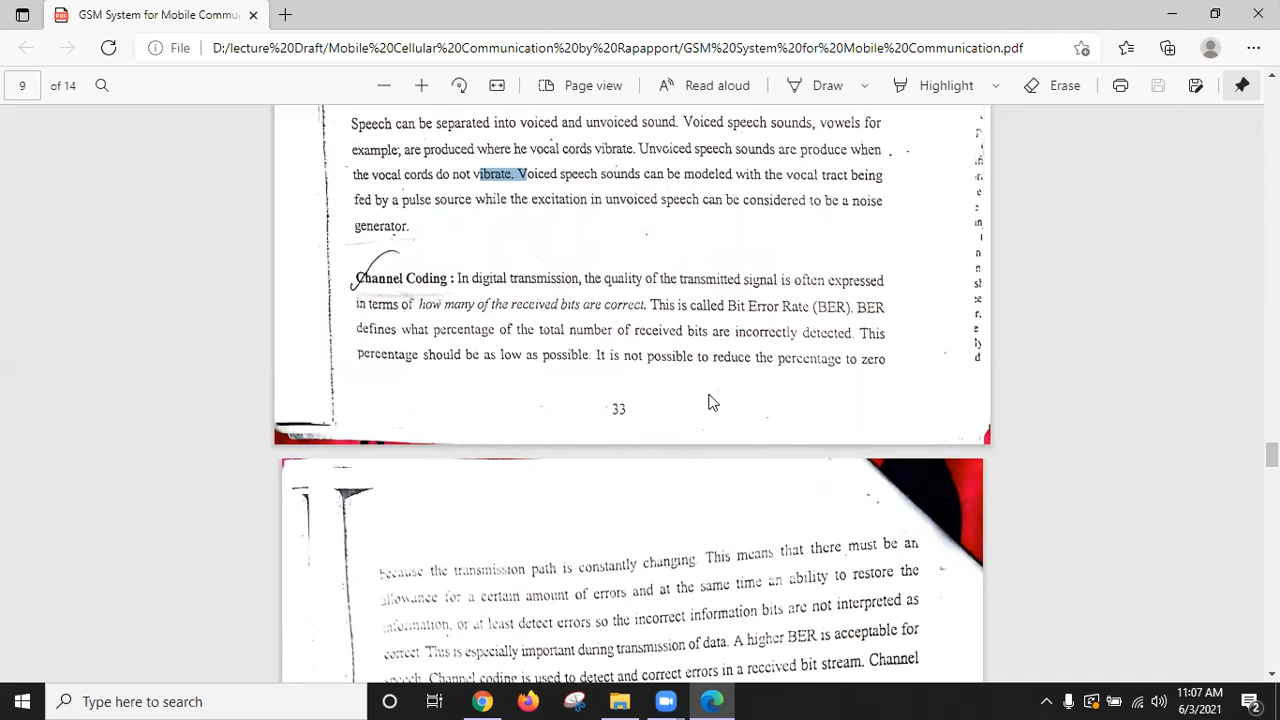 GSM System for Mobile Commu
File D:/lecture%20Draft/Mobile%20Cellular%20Communication%20by%20Rapaport/GSM%20System%20for%20Mobile%20Communication.pdf
9 of 14 Page view Read aloud Draw Highlight Erase
Speech can be separated into voiced and unvoiced sound. Voiced speech sounds, vowels for
example; are produced where he vocal cords vibrate. Unvoiced speech sounds are produce when
the vocal cords do not vibrate. Voiced speech sounds can be modeled with the vocal tract being
fed by a pulse source while the excitation in unvoiced speech can be considered to be a noise
generator.
Channel Coding : In digital transmission, the quality of the transmitted signal is often expressed
in terms of how many of the received bits are correct. This is called Bit Error Rate (BER). BER
defines what percentage of the total number of received bits are incorrectly detected. This
percentage should be as low as possible. It is not possible to reduce the percentage to zero
33
because the transmission path is constantly changing. This means that there must be an
allowance for a certain amount of errors and at the same time an ability to restore the
information, or at least detect errors so the incorrect information bits are not interpreted as
correct. This is especially important during transmission of data. A higher BER is acceptable for
speech. Channel coding is used to detect and correct errors in a received bit stream. Channel
Type here to search
11:07 AM
6/3/2021
2